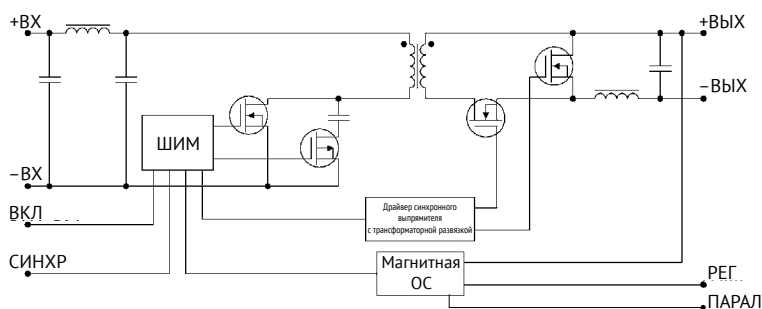 +ВХ
+ВЫХ
−ВЫХ
ШИМ
−ВХ
ВКЛ
Драйвер синхронного
выпрямителя
с трансформаторной развязкой
СИНХР
Магнитная
ОС
РЕГ
ПАРАЛ